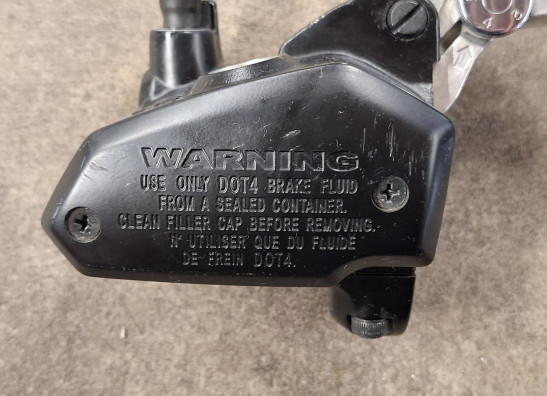 4
WARNING
USE ONLY DOT4 BRAKE FLUID
FROM A SEALED CONTAINER.
CLEAN FILLER CAP BEFORE REMOVING.
N'UTILISER QUE DU FLUIDE
DE FREIN DOT4.